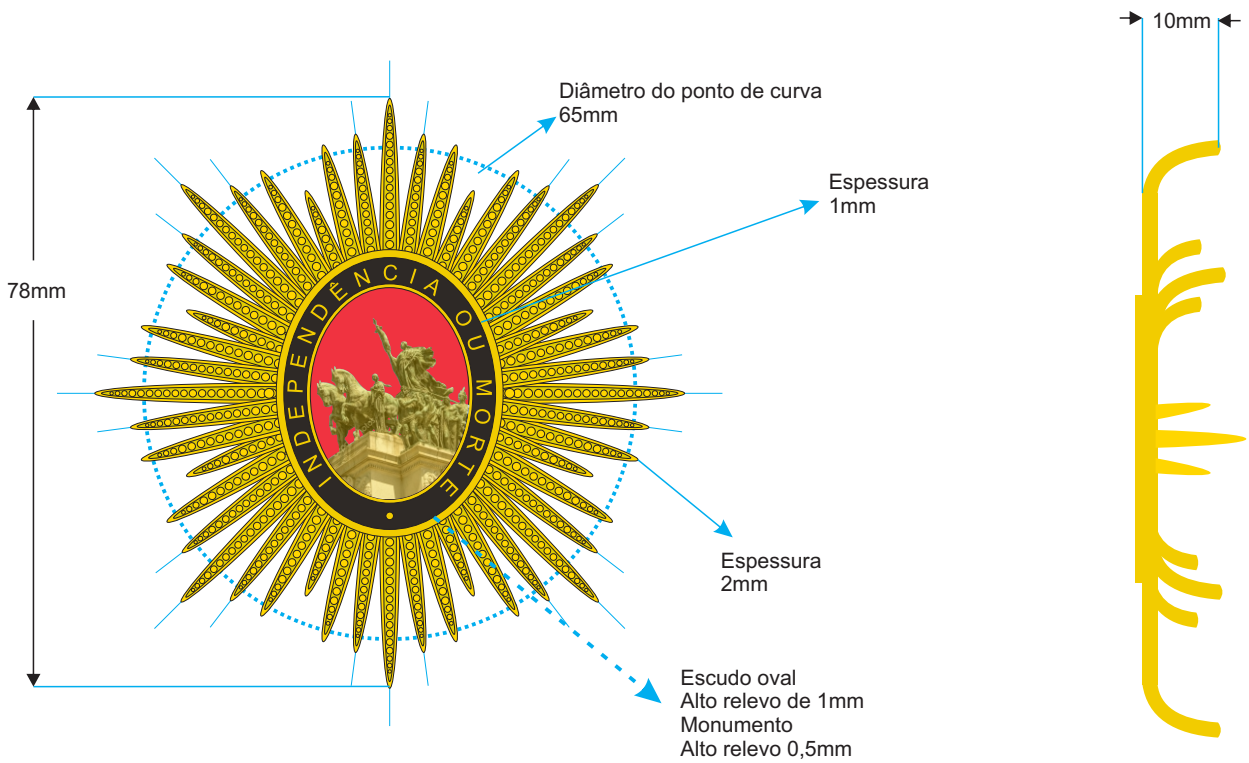 10mm
Diâmetro do ponto de curva
65mm
Espessura
1mm
78mm
INDEPENDÊNCIA OU MORTE
Espessura
2mm
Escudo oval
Alto relevo de 1mm
Monumento
Alto relevo 0,5mm